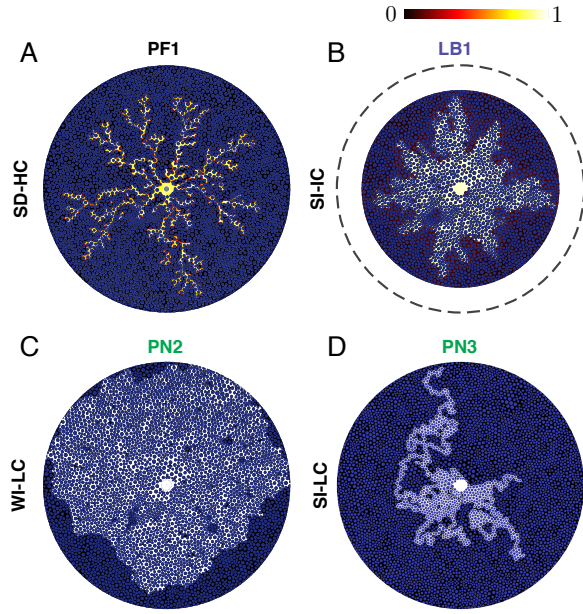 0 1
A PF1
B LB1
SD-HC
SI-IC
C PN2
D PN3
WI-LC
SI-LC